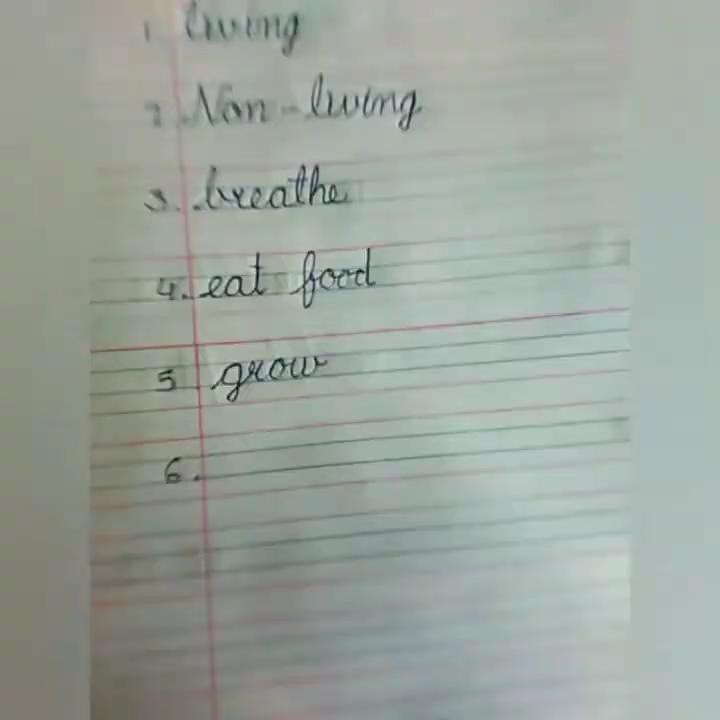 1. living
2. Non-living
3. breathe
4. eat food
5 grow
6.